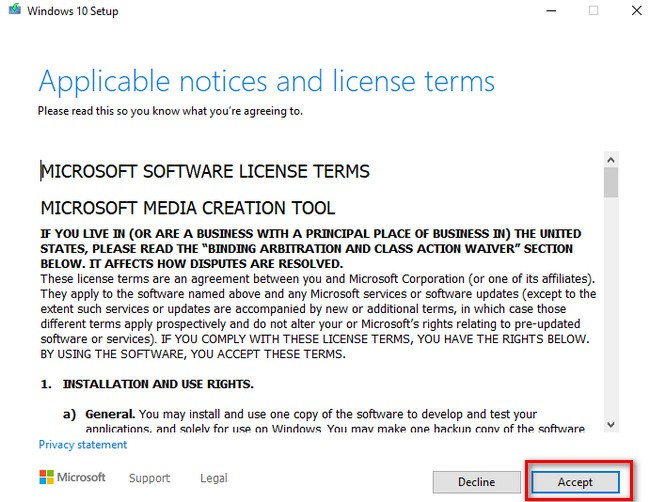 Windows 10 Setup
Applicable notices and license terms
Please read this so you know what you're agreeing to.
MICROSOFT SOFTWARE LICENSE TERMS
MICROSOFT MEDIA CREATION TOOL
IF YOU LIVE IN (OR ARE A BUSINESS WITH A PRINCIPAL PLACE OF BUSINESS IN) THE UNITED
STATES, PLEASE READ THE “BINDING ARBITRATION AND CLASS ACTION WAIVER” SECTION
BELOW. IT AFFECTS HOW DISPUTES ARE RESOLVED.
These license terms are an agreement between you and Microsoft Corporation (or one of its affiliates).
They apply to the software named above and any Microsoft services or software updates (except to the
extent such services or updates are accompanied by new or additional terms, in which case those
different terms apply prospectively and do not alter your or Microsoft’s rights relating to pre-updated
software or services). IF YOU COMPLY WITH THESE LICENSE TERMS, YOU HAVE THE RIGHTS BELOW.
BY USING THE SOFTWARE, YOU ACCEPT THESE TERMS.
1. INSTALLATION AND USE RIGHTS.
a) General. You may install and use one copy of the software to develop and test your
applications, and solely for use on Windows. You may make one backup copy of the software
Privacy statement
Microsoft Support Legal Decline Accept